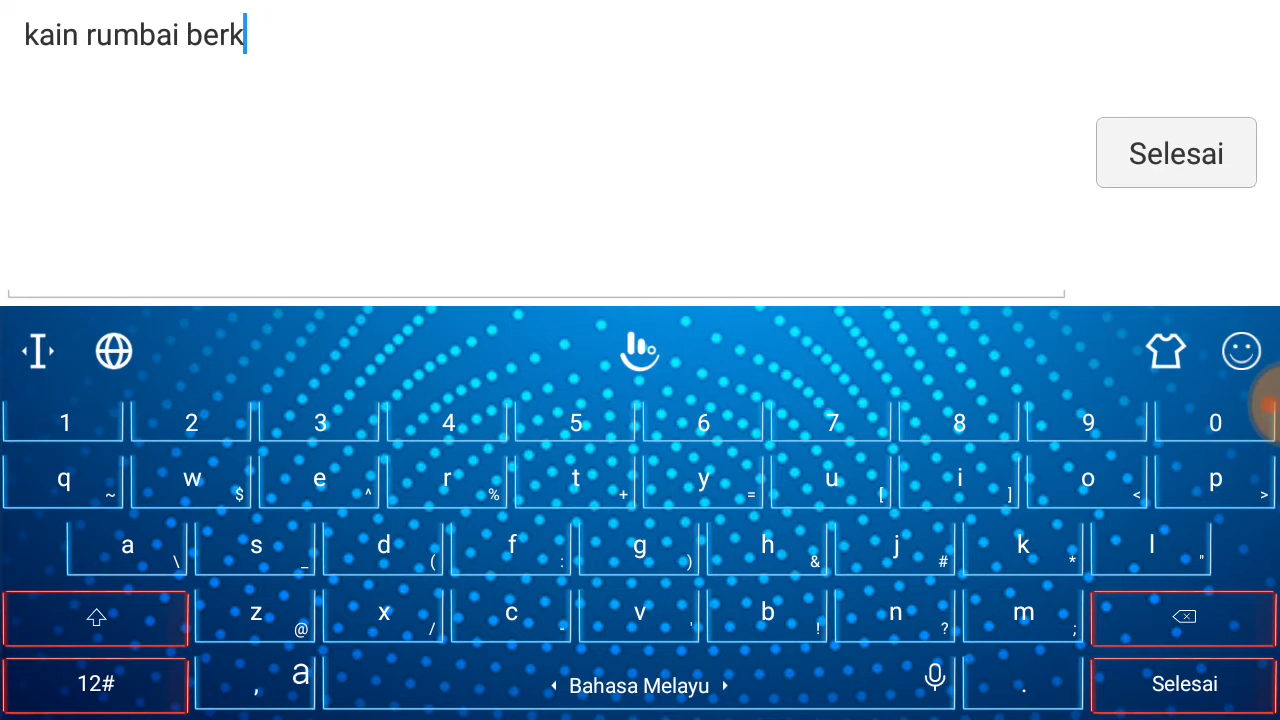 kain rumbai berk
Selesai
1 2 3 4 5 6 7 8 9 0
q ~ w $ e ^ r % t + y = u [ i ] o < p >
a \ s _ d ( f : g ) h & j # k * l "
z @ x / c - v ' b ! n ? m ;
12# , a Bahasa Melayu . Selesai